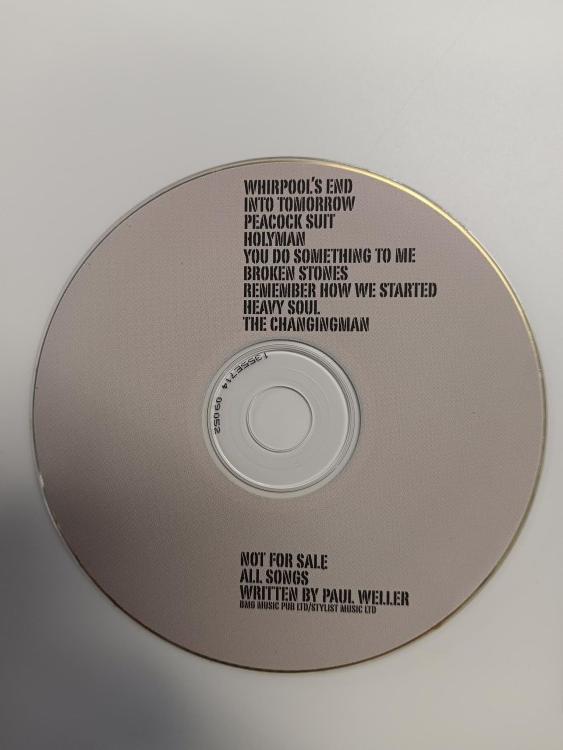 WHIRPOOL'S END
INTO TOMORROW
PEACOCK SUIT
HOLYMAN
YOU DO SOMETHING TO ME
BROKEN STONES
REMEMBER HOW WE STARTED
HEAVY SOUL
THE CHANGINGMAN
1355E714 09052
NOT FOR SALE
ALL SONGS
WRITTEN BY PAUL WELLER
BMG MUSIC PUB LTD/STYLIST MUSIC LTD